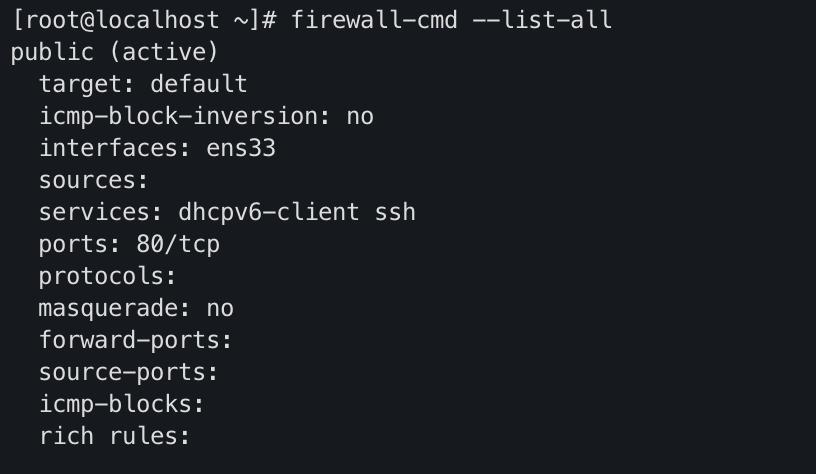 [root@localhost ~]# firewall-cmd --list-all
public (active)
  target: default
  icmp-block-inversion: no
  interfaces: ens33
  sources:
  services: dhcpv6-client ssh
  ports: 80/tcp
  protocols:
  masquerade: no
  forward-ports:
  source-ports:
  icmp-blocks:
  rich rules: